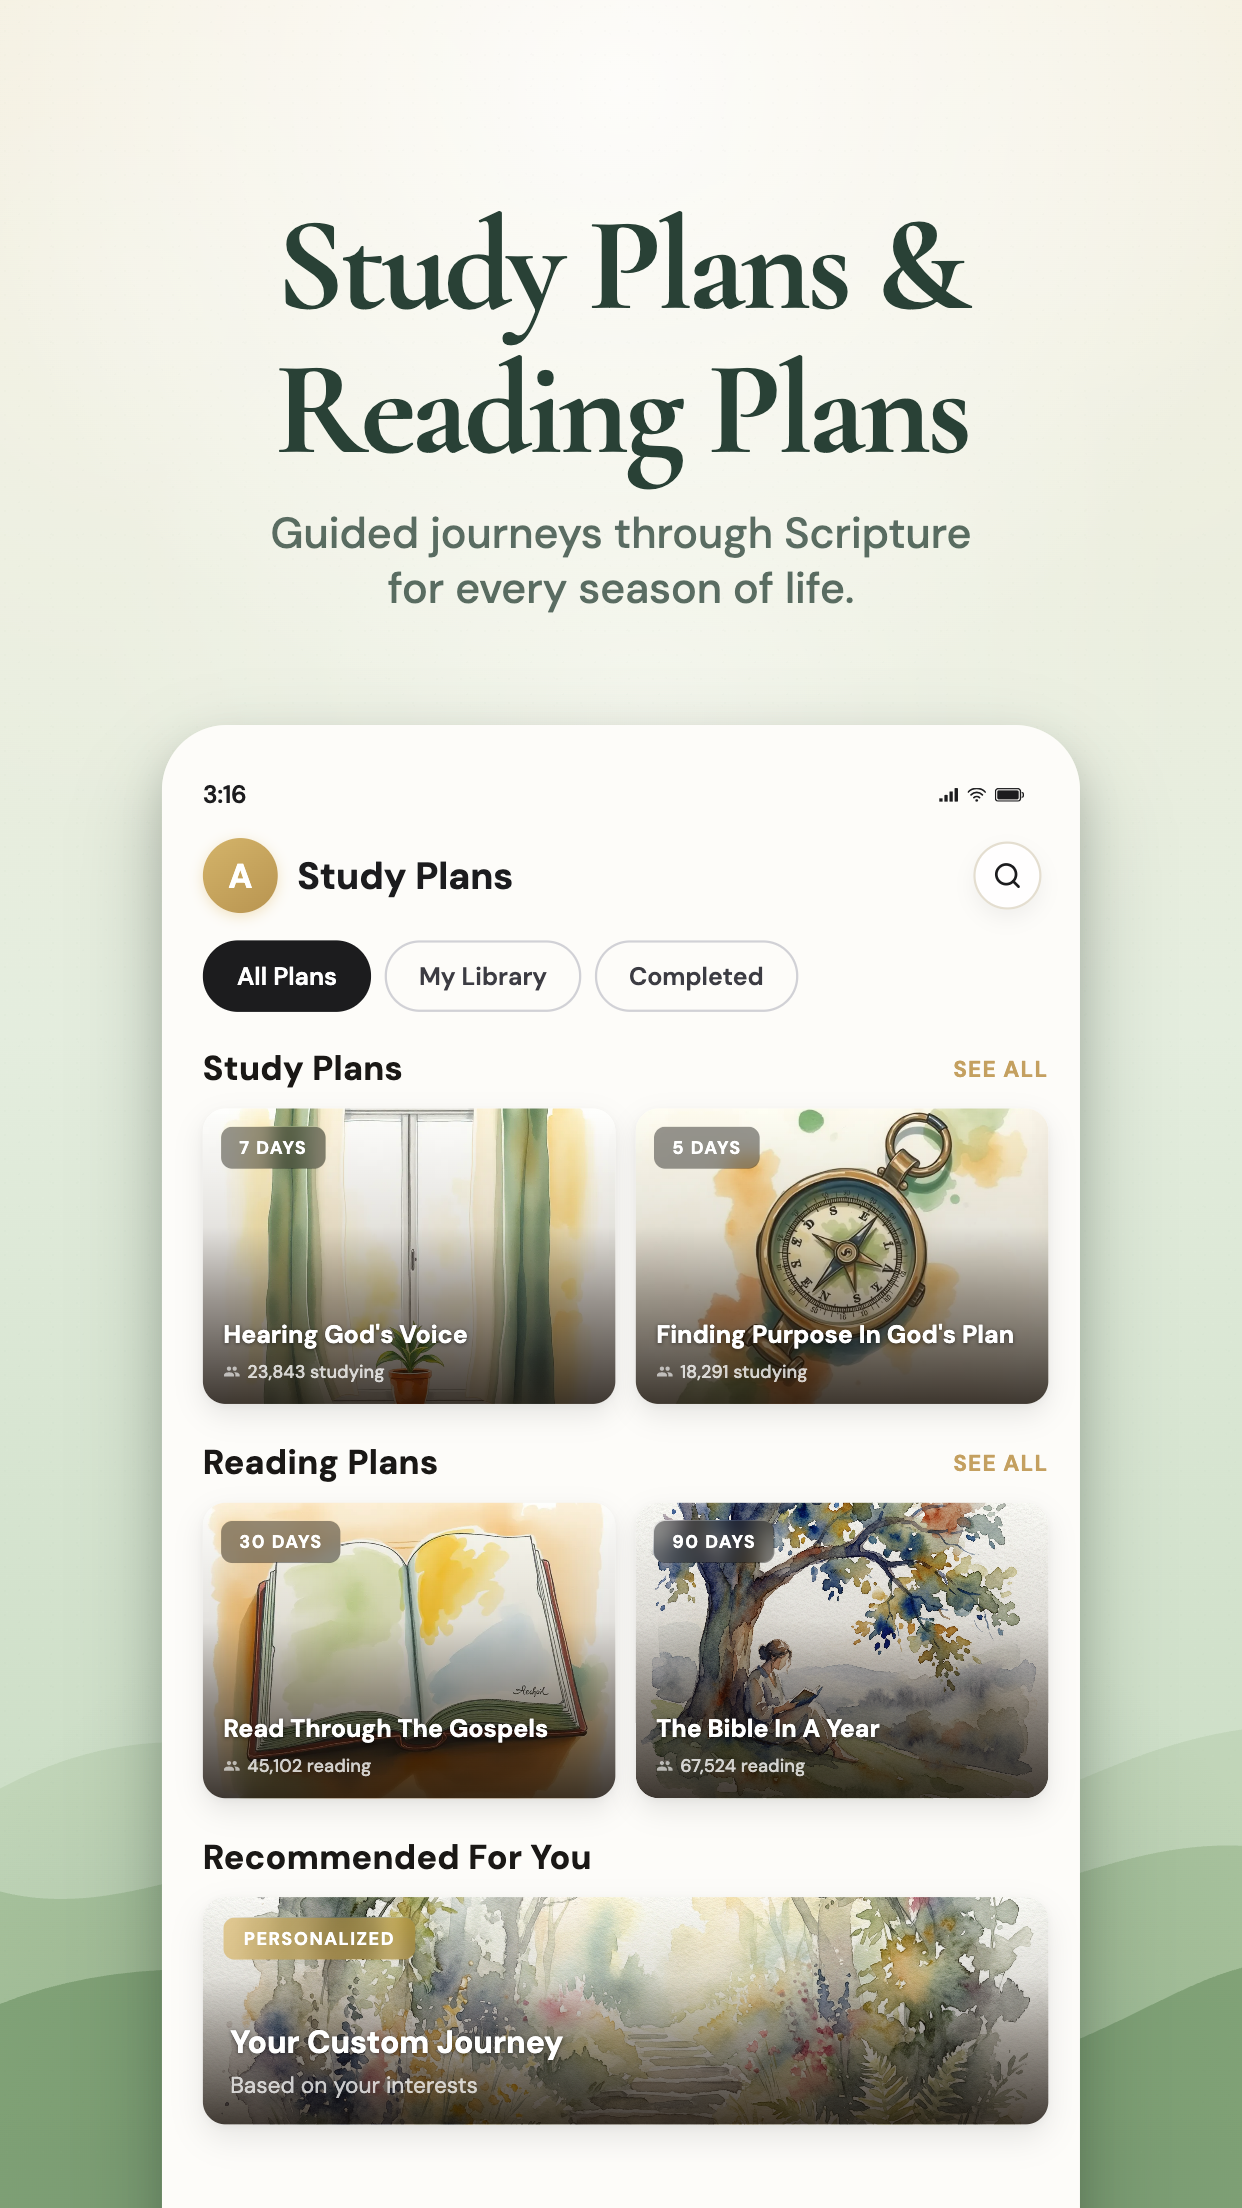 Study Plans &
Reading Plans
Guided journeys through Scripture
for every season of life.
3:16
A
Study Plans
All Plans
My Library
Completed
Study Plans
SEE ALL
7 DAYS
Hearing God's Voice
23,843 studying
5 DAYS
Finding Purpose In God's Plan
18,291 studying
Reading Plans
SEE ALL
30 DAYS
Read Through The Gospels
45,102 reading
90 DAYS
The Bible In A Year
67,524 reading
Recommended For You
PERSONALIZED
Your Custom Journey
Based on your interests